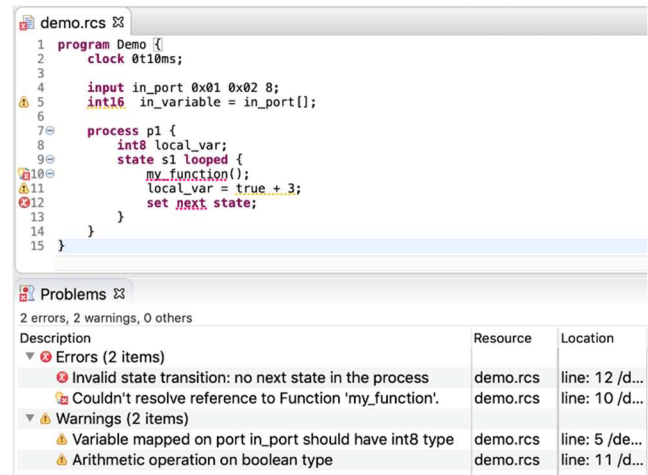 demo.rcs
1 program Demo {
2 clock 0t10ms;
3
4 input in_port 0x01 0x02 8;
5 int16 in_variable = in_port[];
6
7 process p1 {
8 int8 local_var;
9 state s1 looped {
10 my_function();
11 local_var = true + 3;
12 set next state;
13 }
14 }
15 }
Problems
2 errors, 2 warnings, 0 others
Description Resource Location
Errors (2 items)
Invalid state transition: no next state in the process demo.rcs line: 12 /d...
Couldn't resolve reference to Function 'my_function'. demo.rcs line: 10 /d...
Warnings (2 items)
Variable mapped on port in_port should have int8 type demo.rcs line: 5 /de...
Arithmetic operation on boolean type demo.rcs line: 11 /d...